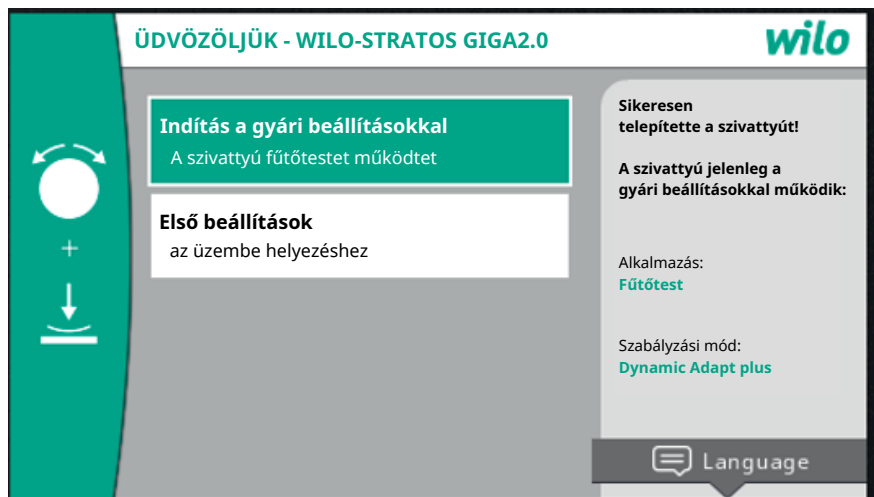 ÜDVÖZÖLJÜK - WILO-STRATOS GIGA2.0
wilo
Indítás a gyári beállításokkal
A szivattyú fűtőtestet működtet
Első beállítások
az üzembe helyezéshez
Sikeresen
telepítette a szivattyút!
A szivattyú jelenleg a
gyári beállításokkal működik:
Alkalmazás:
Fűtőtest
Szabályzási mód:
Dynamic Adapt plus
Language